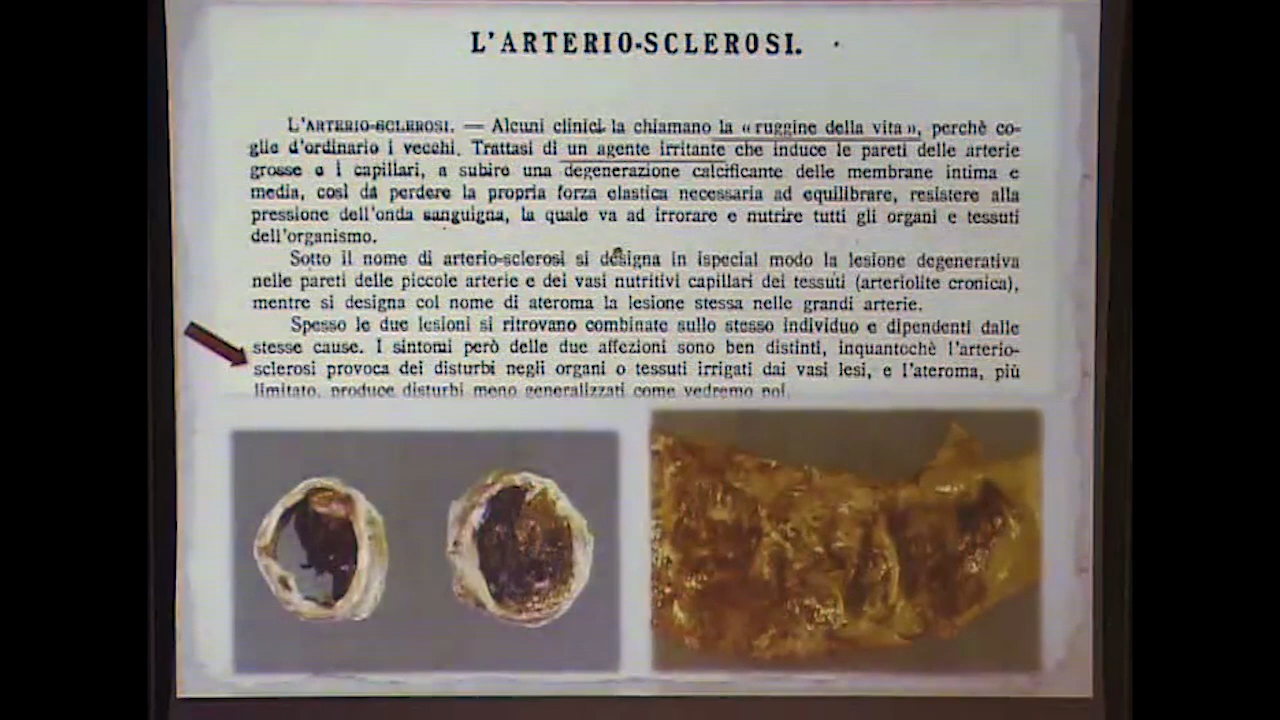 L'ARTERIO-SCLEROSI.
L'ARTERIO-SCLEROSI. — Alcuni clinici la chiamano la « ruggine della vita », perchè co-
glie d'ordinario i vecchi. Trattasi di un agente irritante che induce le pareti delle arterie
grosse e i capillari, a subire una degenerazione calcificante delle membrane intima e
media, così da perdere la propria forza elastica necessaria ad equilibrare, resistere alla
pressione dell'onda sanguigna, la quale va ad irrorare e nutrire tutti gli organi e tessuti
dell'organismo.
Sotto il nome di arterio-sclerosi si designa in ispecial modo la lesione degenerativa
nelle pareti delle piccole arterie e dei vasi nutritivi capillari dei tessuti (arteriolite cronica),
mentre si designa col nome di ateroma la lesione stessa nelle grandi arterie.
Spesso le due lesioni si ritrovano combinate sullo stesso individuo e dipendenti dalle
stesse cause. I sintomi però delle due affezioni sono ben distinti, inquantochè l'arterio-
sclerosi provoca dei disturbi negli organi o tessuti irrigati dai vasi lesi, e l'ateroma, più
limitato, produce disturbi meno generalizzati come vedremo poi.